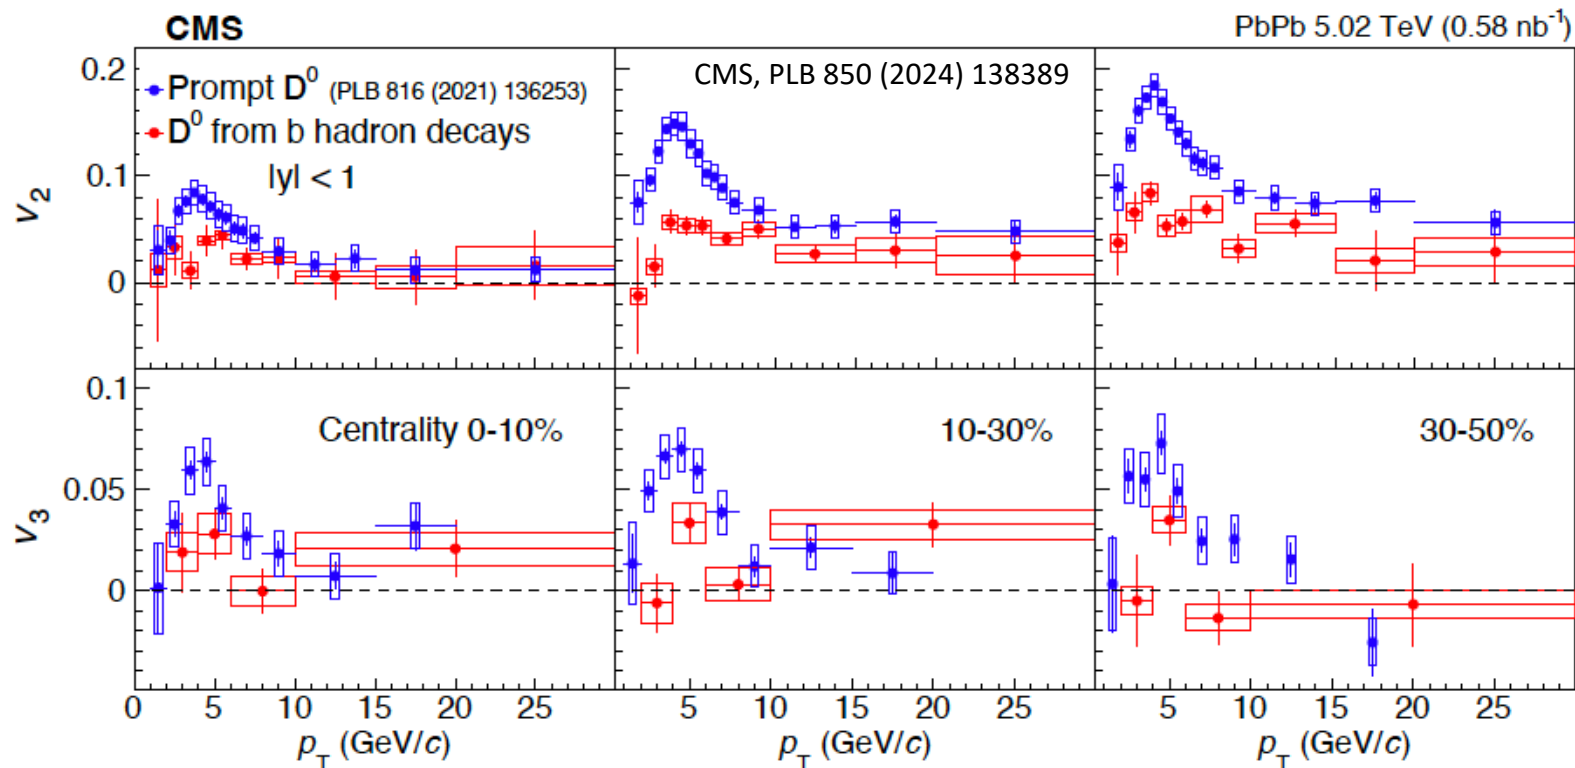 CMS
PbPb 5.02 TeV (0.58 nb⁻¹)
0.2
0.1
0
v₂
Prompt D⁰ (PLB 816 (2021) 136253)
D⁰ from b hadron decays
|y| < 1
CMS, PLB 850 (2024) 138389
0.1
0.05
0
v₃
Centrality 0-10%
10-30%
30-50%
0 5 10 15 20 25 5 10 15 20 25 5 10 15 20 25
p_T (GeV/c) p_T (GeV/c) p_T (GeV/c)